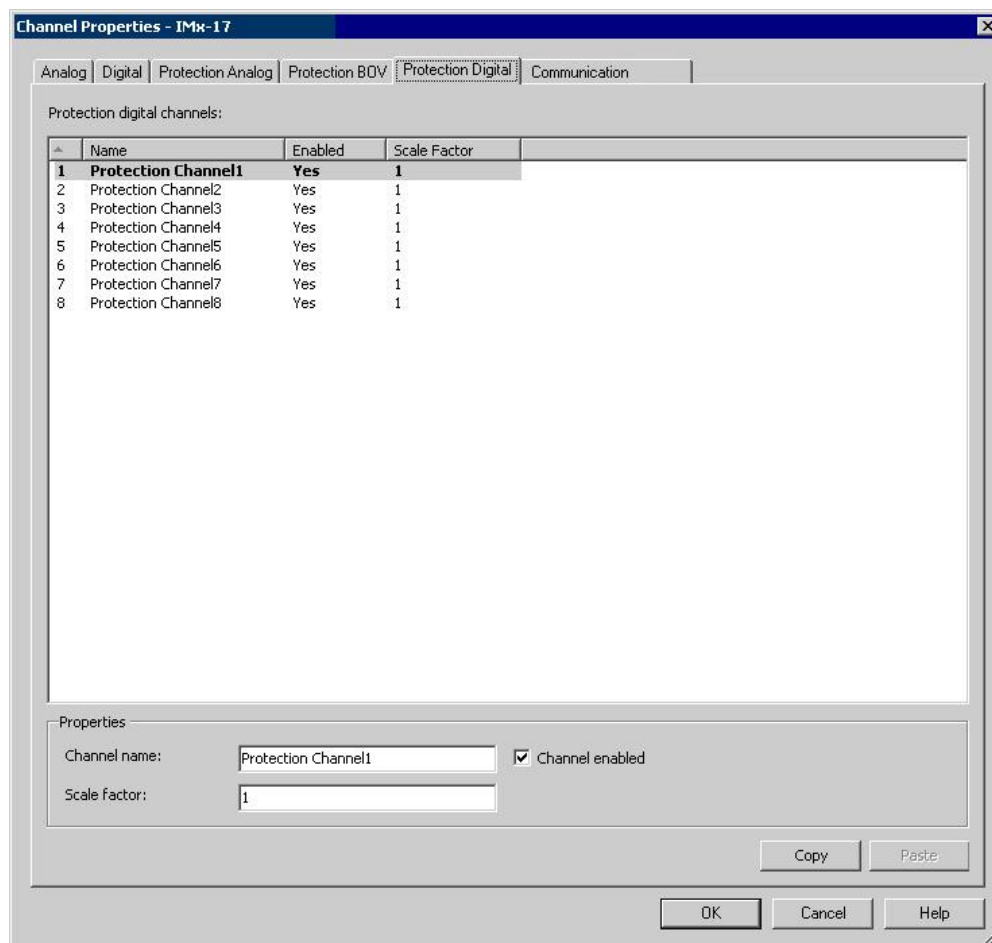 Channel Properties - IMx-17
Analog Digital Protection Analog Protection BOV Protection Digital Communication
Protection digital channels:
Name Enabled Scale Factor
1 Protection Channel1 Yes 1
2 Protection Channel2 Yes 1
3 Protection Channel3 Yes 1
4 Protection Channel4 Yes 1
5 Protection Channel5 Yes 1
6 Protection Channel6 Yes 1
7 Protection Channel7 Yes 1
8 Protection Channel8 Yes 1
Properties
Channel name: Protection Channel1 Channel enabled
Scale factor: 1
Copy Paste
OK Cancel Help